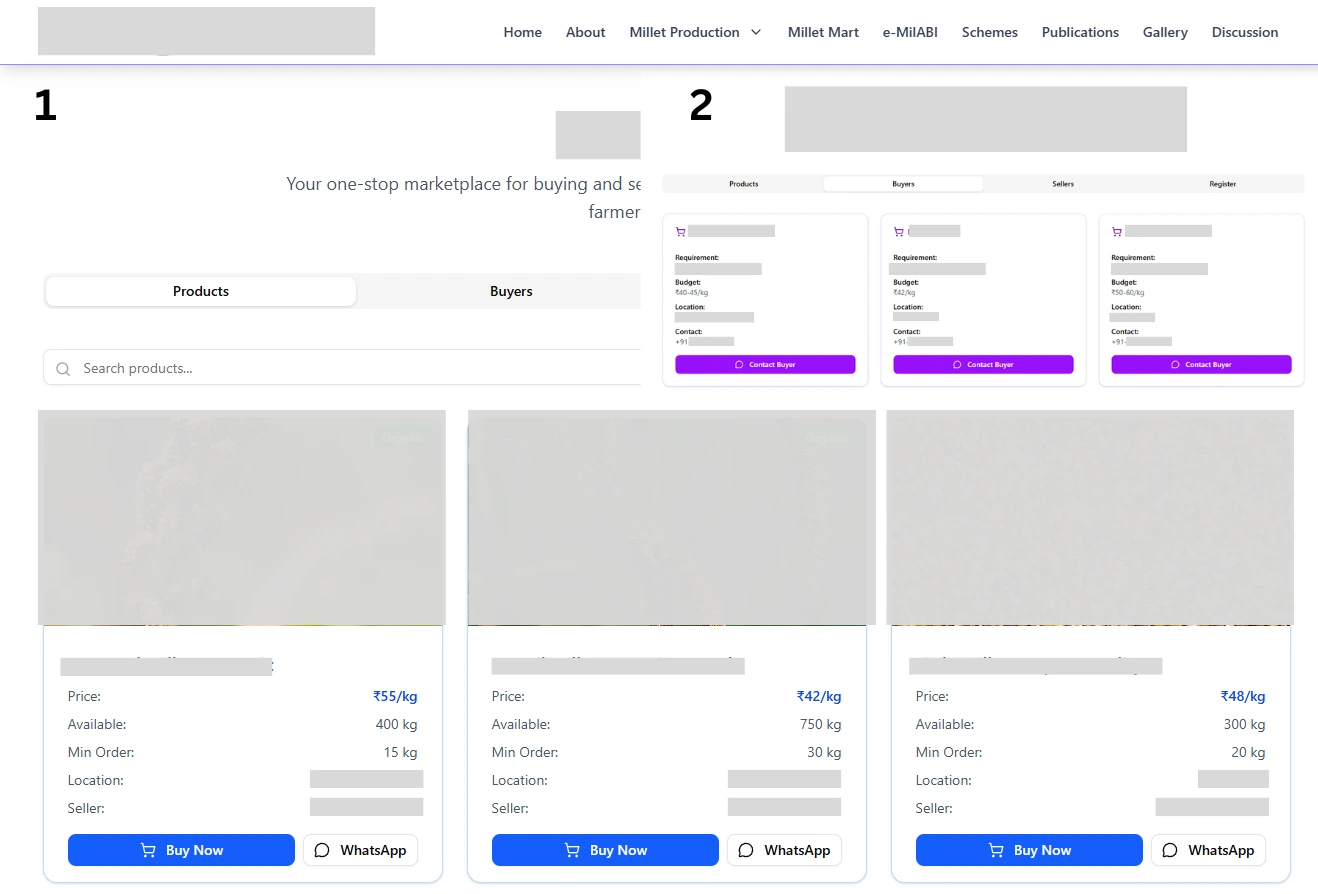 Home About Millet Production Millet Mart e-MilABI Schemes Publications Gallery Discussion
1
Your one-stop marketplace for buying and se
farmer
Products Buyers
Search products...
2
Products Buyers Sellers Register
Requirement:
Budget:
₹40-45/kg
Location:
Contact:
+91-
Contact Buyer
Requirement:
Budget:
₹42/kg
Location:
Contact:
+91-
Contact Buyer
Requirement:
Budget:
₹50-60/kg
Location:
Contact:
+91-
Contact Buyer
Organic
Organic
Price: ₹55/kg
Available: 400 kg
Min Order: 15 kg
Location:
Seller:
Buy Now WhatsApp
Price: ₹42/kg
Available: 750 kg
Min Order: 30 kg
Location:
Seller:
Buy Now WhatsApp
Price: ₹48/kg
Available: 300 kg
Min Order: 20 kg
Location:
Seller:
Buy Now WhatsApp